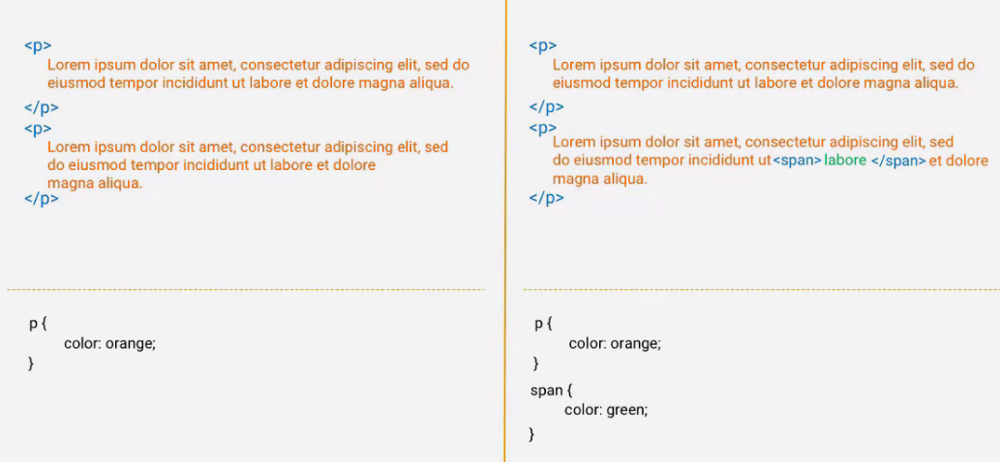 <p>
Lorem ipsum dolor sit amet, consectetur adipiscing elit, sed do
eiusmod tempor incididunt ut labore et dolore magna aliqua.
</p>
<p>
Lorem ipsum dolor sit amet, consectetur adipiscing elit, sed
do eiusmod tempor incididunt ut labore et dolore
magna aliqua.
</p>
p {
color: orange;
}
<p>
Lorem ipsum dolor sit amet, consectetur adipiscing elit, sed do
eiusmod tempor incididunt ut labore et dolore magna aliqua.
</p>
<p>
Lorem ipsum dolor sit amet, consectetur adipiscing elit, sed
do eiusmod tempor incididunt ut <span> labore </span> et dolore
magna aliqua.
</p>
p {
color: orange;
}
span {
color: green;
}